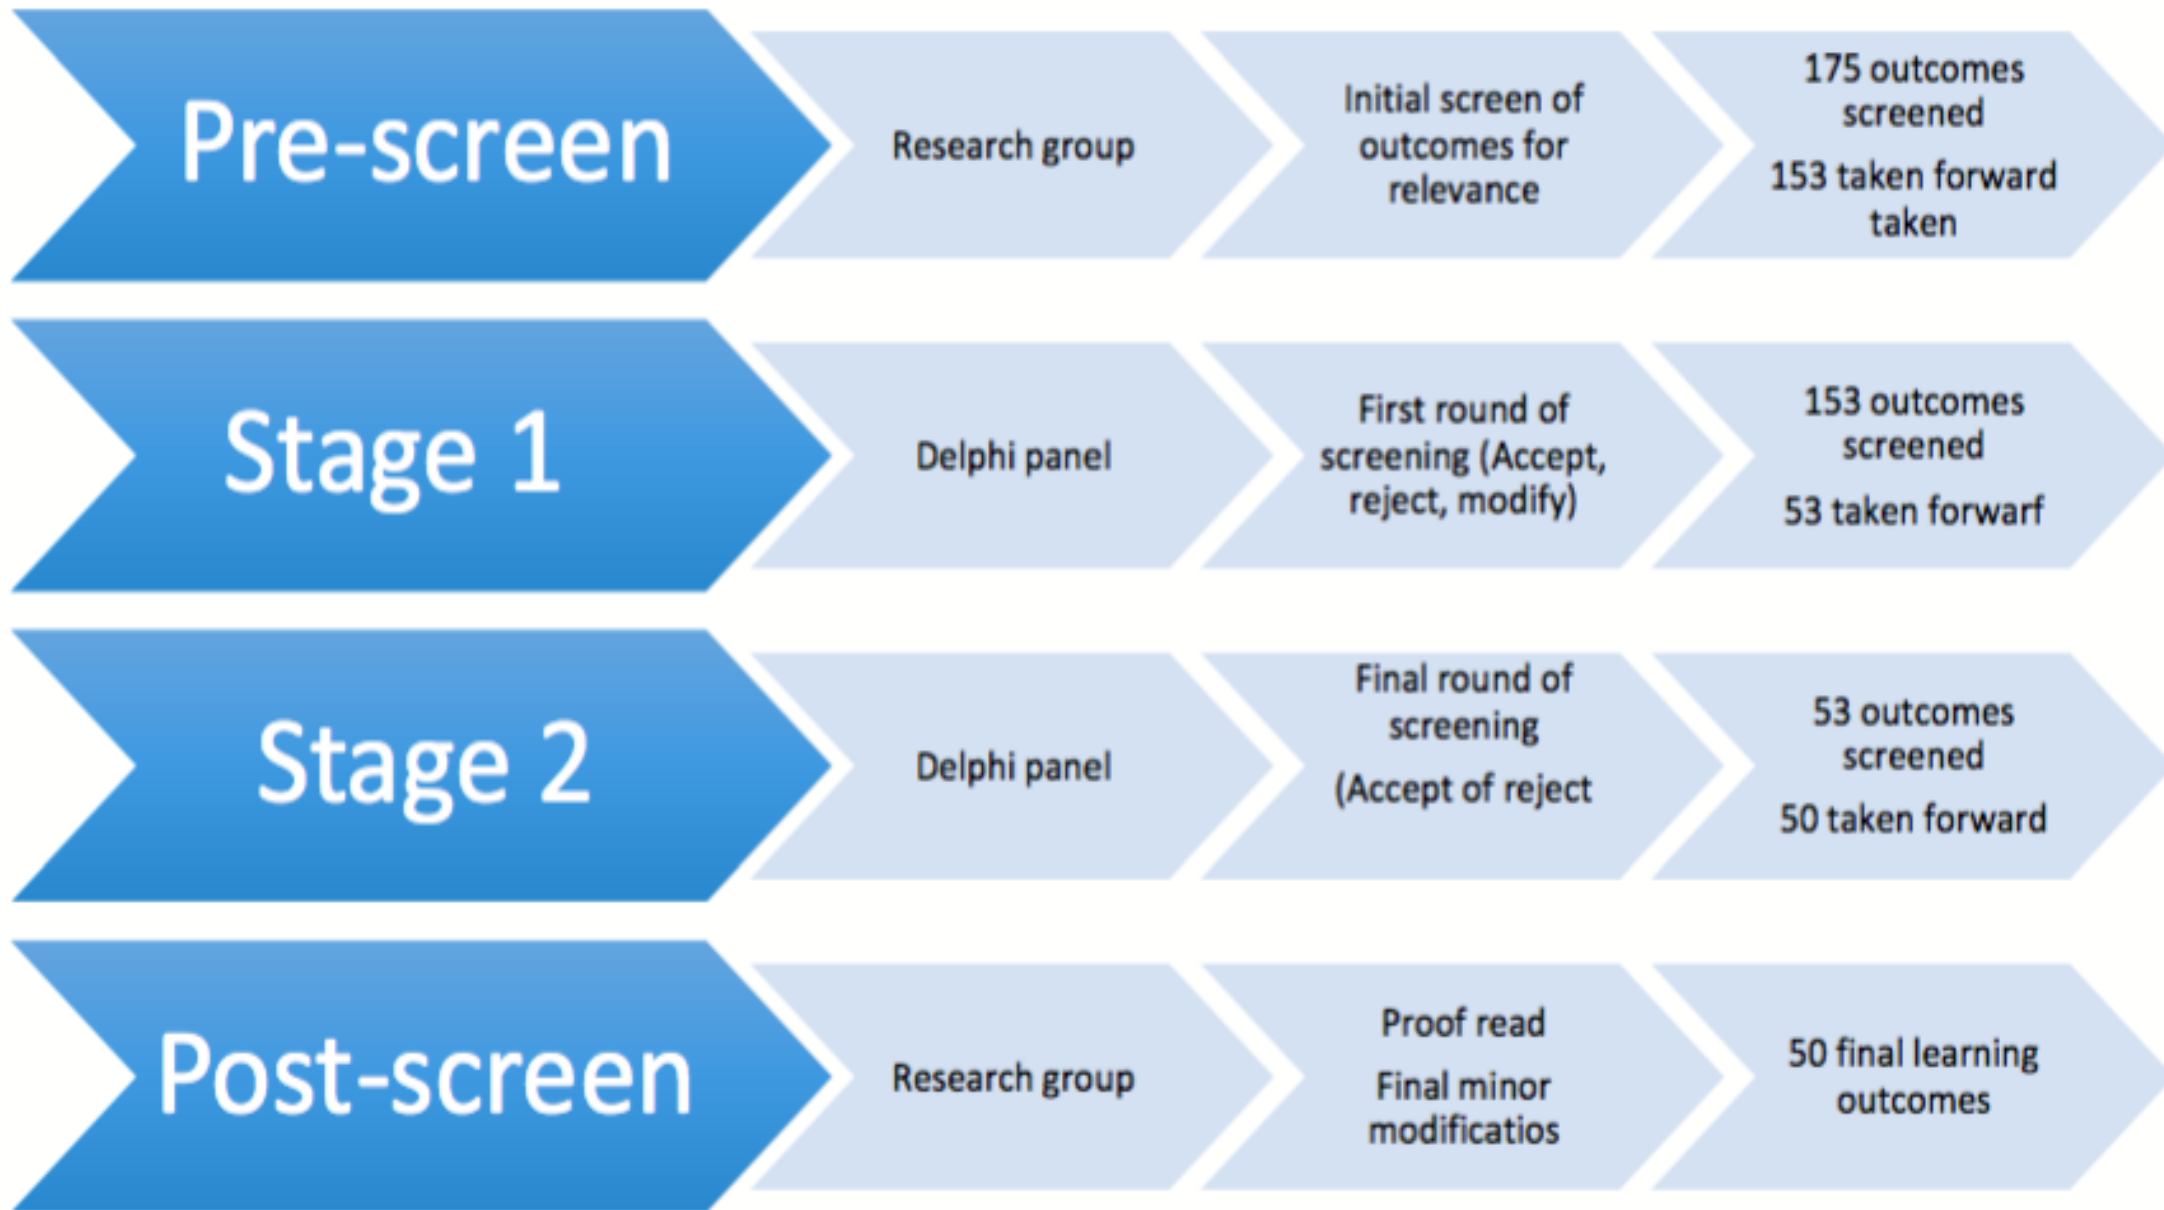 Pre-screen
Research group
Initial screen of
outcomes for
relevance
175 outcomes
screened
153 taken forward
taken
Stage 1
Delphi panel
First round of
screening (Accept,
reject, modify)
153 outcomes
screened
53 taken forwarf
Stage 2
Delphi panel
Final round of
screening
(Accept of reject
53 outcomes
screened
50 taken forward
Post-screen
Research group
Proof read
Final minor
modificatios
50 final learning
outcomes